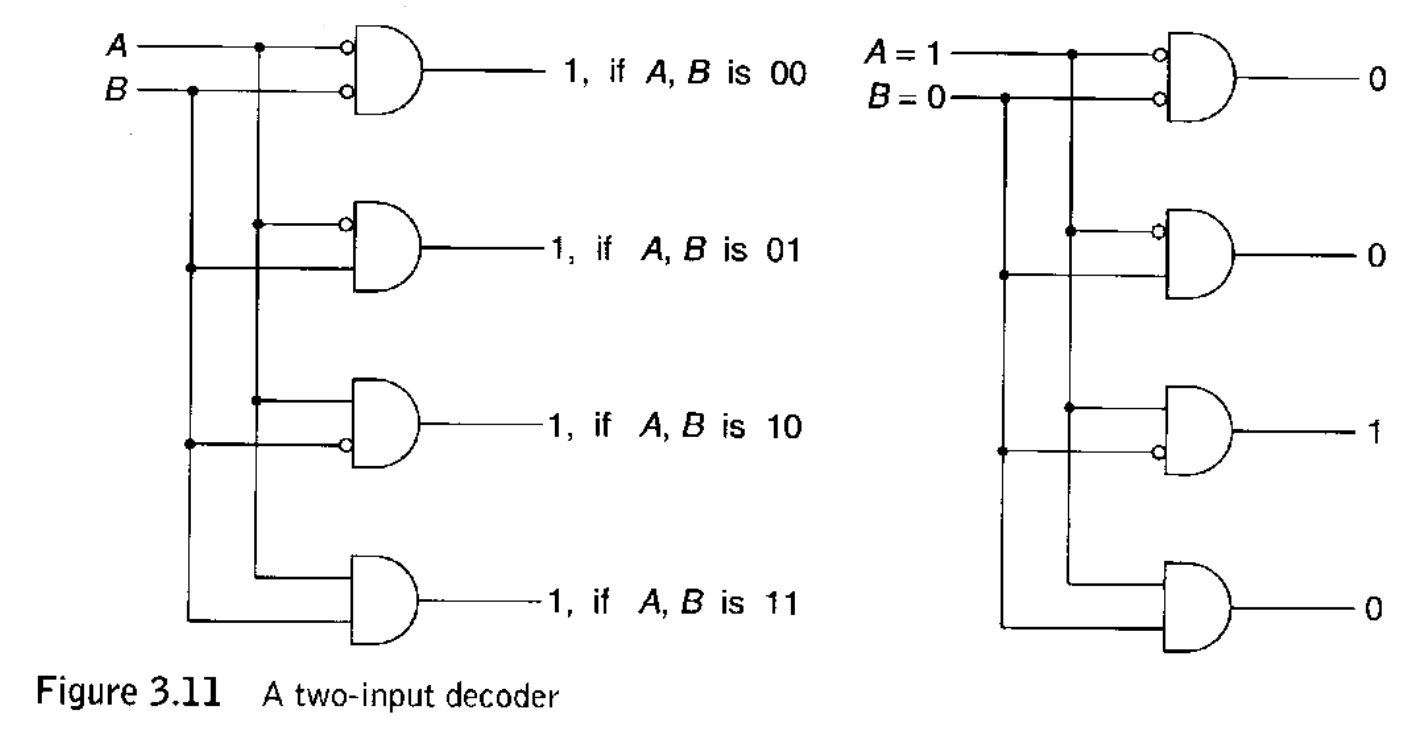 A
B
1, if A, B is 00
1, if A, B is 01
1, if A, B is 10
1, if A, B is 11
A = 1
B = 0
0
0
1
0
Figure 3.11 A two-input decoder